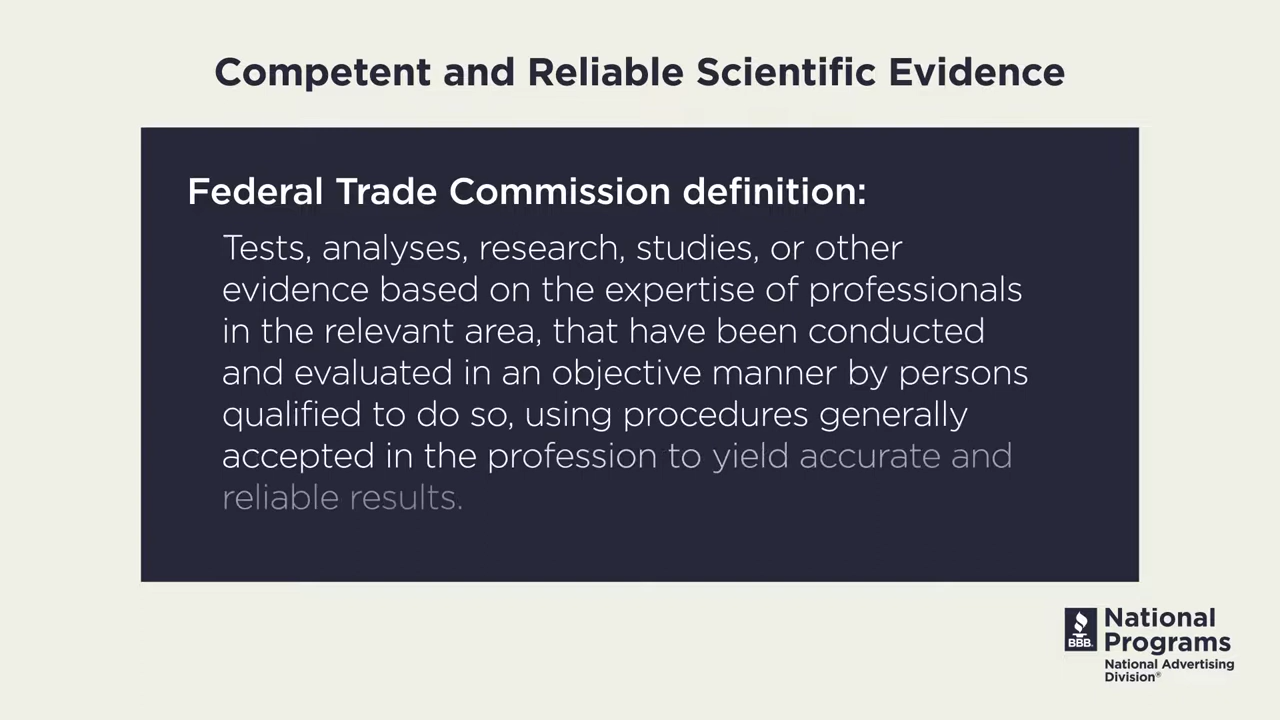 Competent and Reliable Scientific Evidence
Federal Trade Commission definition:
Tests, analyses, research, studies, or other
evidence based on the expertise of professionals
in the relevant area, that have been conducted
and evaluated in an objective manner by persons
qualified to do so, using procedures generally
accepted in the profession to yield accurate and
reliable results.
BBB.
National
Programs
National Advertising
Division®